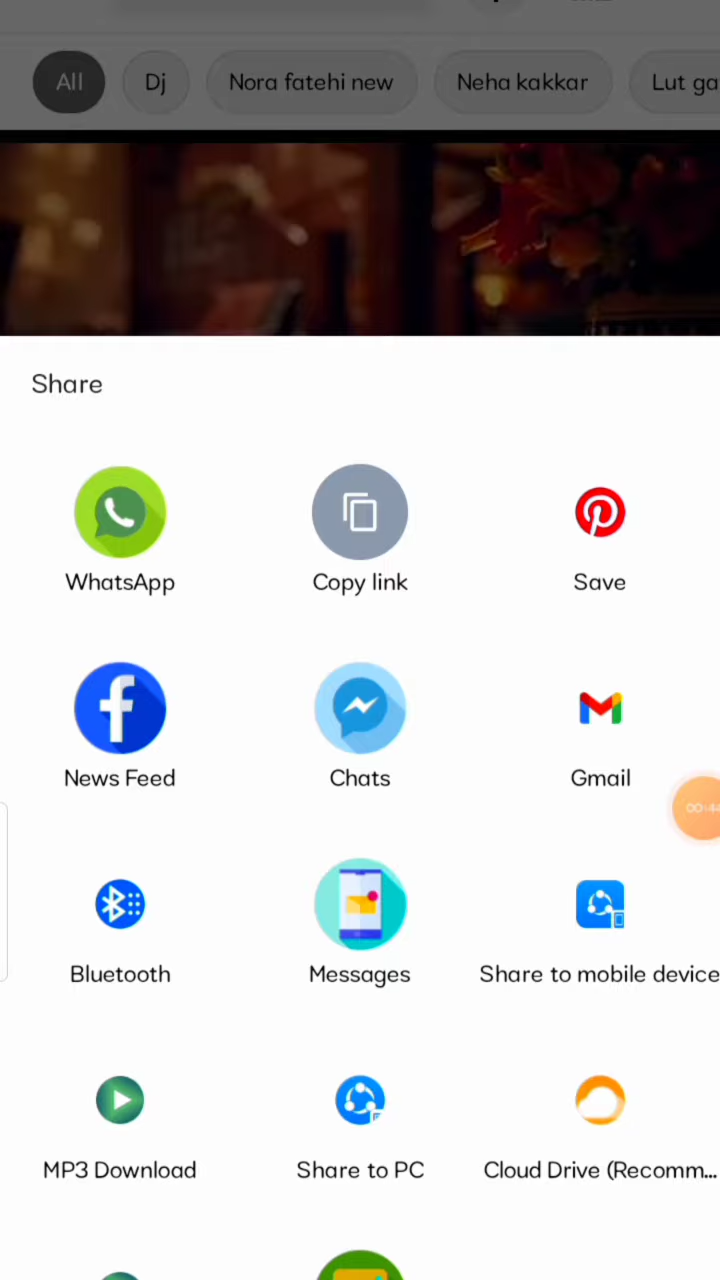 All
Dj
Nora fatehi new
Neha kakkar
Lut ga
Share
WhatsApp
Copy link
Save
News Feed
Chats
Gmail
Bluetooth
Messages
Share to mobile device
MP3 Download
Share to PC
Cloud Drive (Recomm...